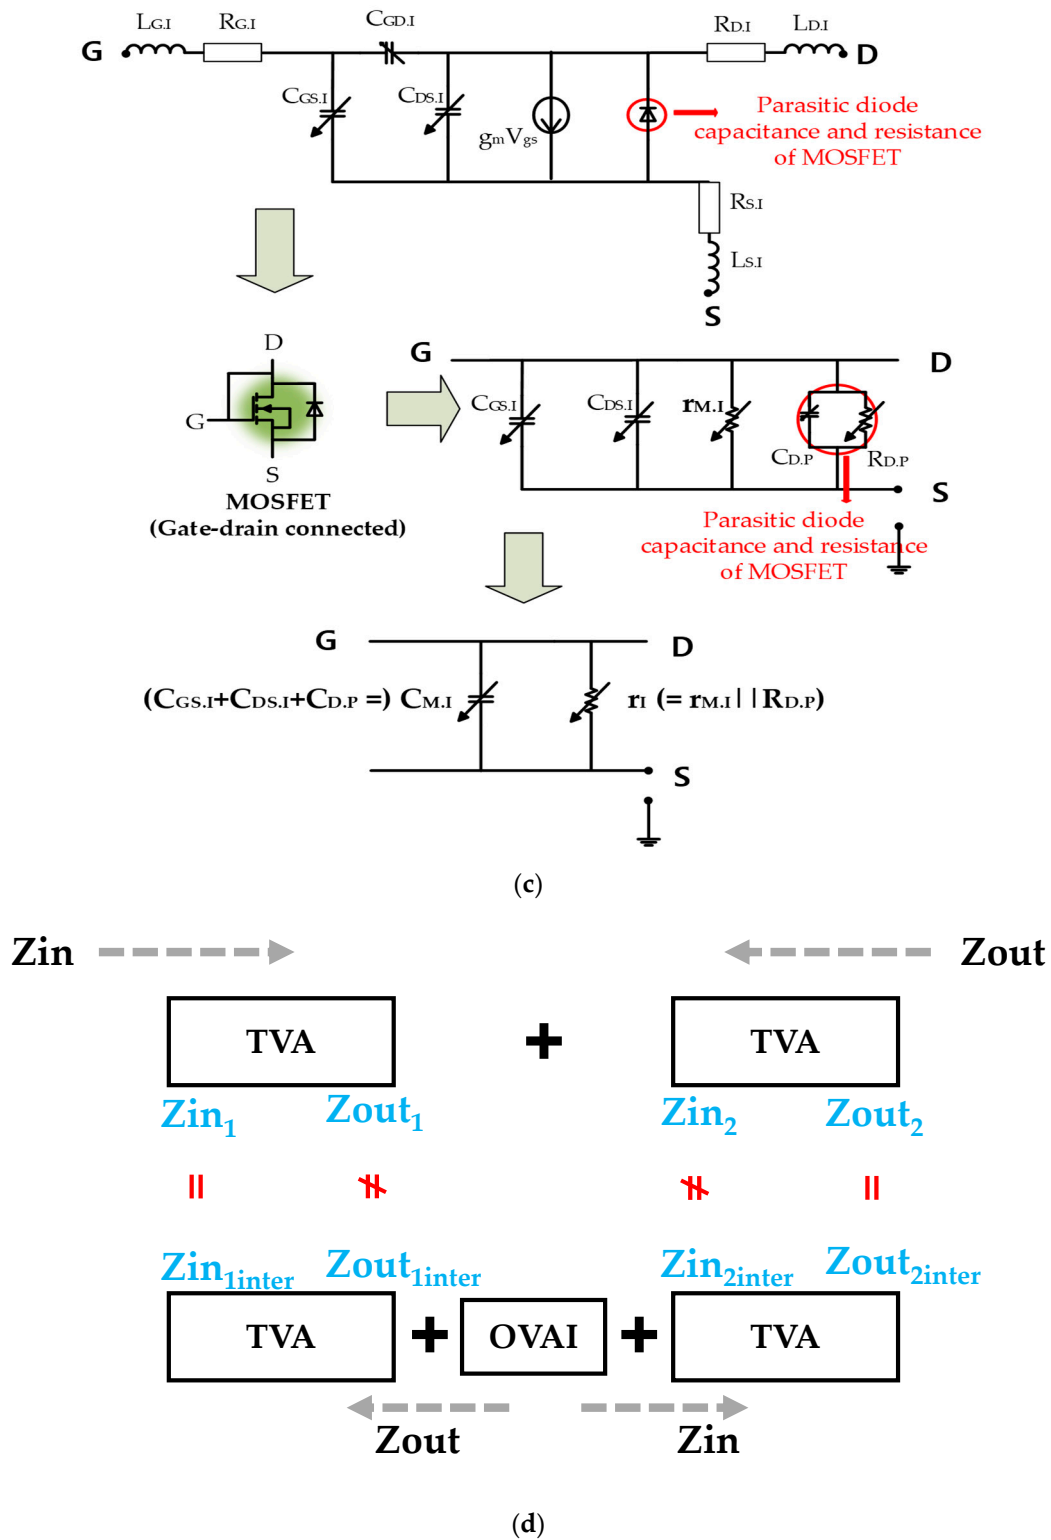 LG.I RG.I CGD.I RD.I LD.I
G D
CGS.I CDS.I gmVgs
Parasitic diode
capacitance and resistance
of MOSFET
RS.I
LS.I
S
D
G
S
MOSFET
(Gate-drain connected)
G D
CGS.I CDS.I rM.I CD.P RD.P
S
Parasitic diode
capacitance and resistance
of MOSFET
G D
(CGS.I+CDS.I+CD.P =) CM.I rI (= rM.I||RD.P)
S
(c)
Zin Zout
TVA + TVA
Zin1 Zout1 Zin2 Zout2
= ≠ ≠ =
Zin1inter Zout1inter Zin2inter Zout2inter
TVA + OVAI + TVA
Zout Zin
(d)